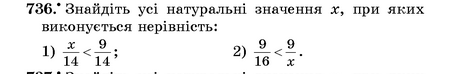 736.• Знайдіть усі натуральні значення x, при яких
виконується нерівність:
1) x/14 < 9/14; 2) 9/16 < 9/x.